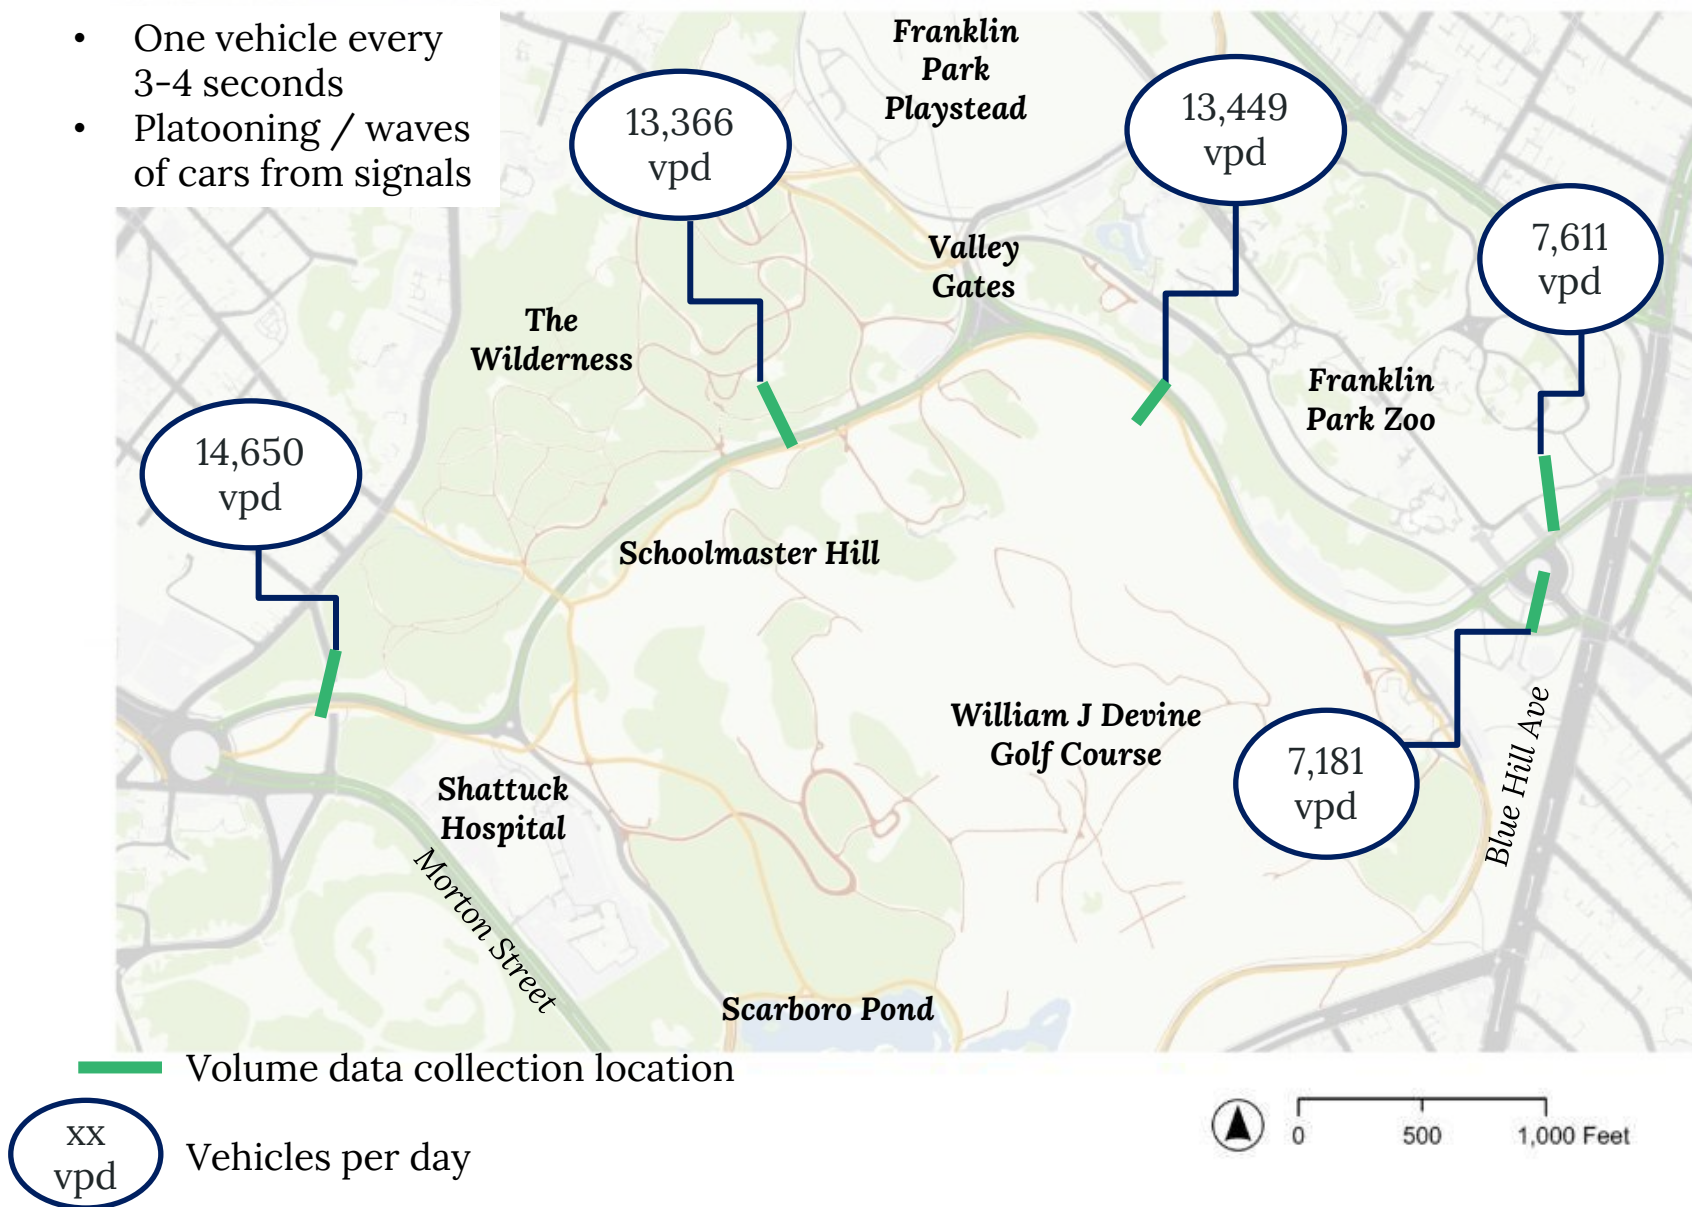 • One vehicle every
3-4 seconds
• Platooning / waves
of cars from signals
Franklin
Park
Playstead
13,366
vpd
13,449
vpd
7,611
vpd
Valley
Gates
The
Wilderness
Franklin
Park Zoo
14,650
vpd
Schoolmaster Hill
William J Devine
Golf Course
7,181
vpd
Blue Hill Ave
Shattuck
Hospital
Morton Street
Scarboro Pond
Volume data collection location
xx
vpd
Vehicles per day
0 500 1,000 Feet